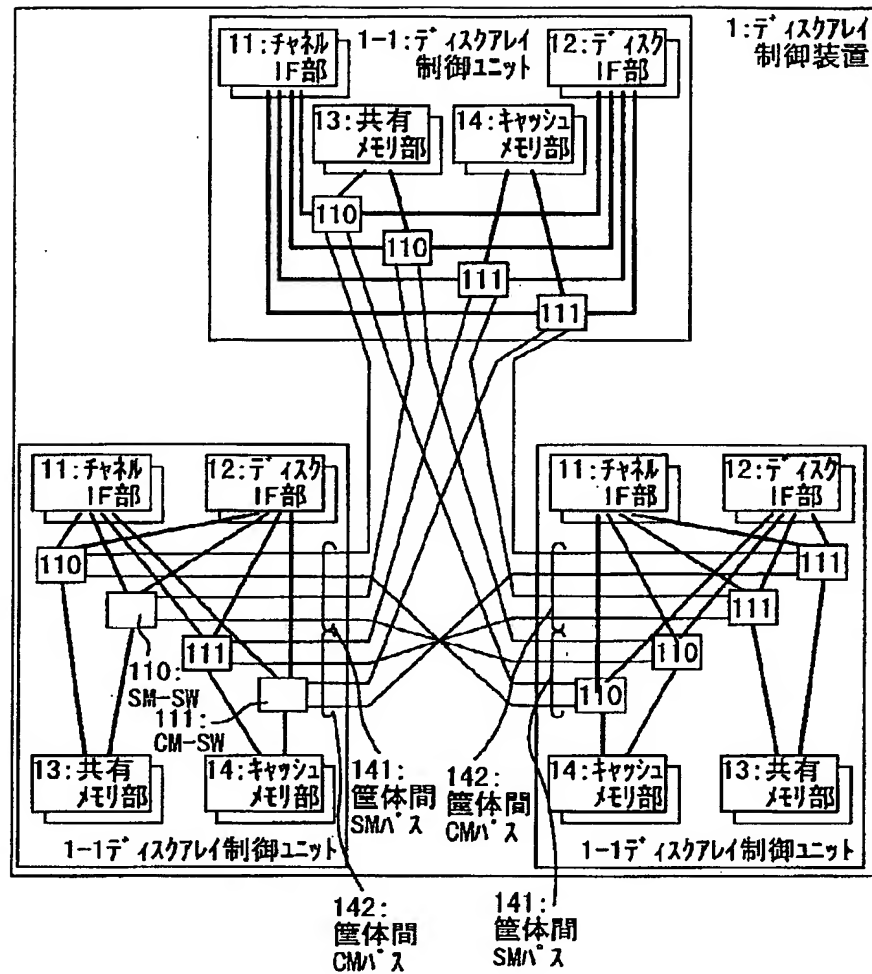 1:ディスクアレイ
制御装置
11:チャネル
IF部
1-1:ディスクアレイ
制御ユニット
12:ディスク
IF部
13:共有
メモリ部
14:キャッシュ
メモリ部
110
110
111
111
11:チャネル
IF部
12:ディスク
IF部
110
111
110:
SM-SW
111:
CM-SW
13:共有
メモリ部
14:キャッシュ
メモリ部
1-1ディスクアレイ制御ユニット
11:チャネル
IF部
12:ディスク
IF部
111
111
110
110
14:キャッシュ
メモリ部
13:共有
メモリ部
1-1ディスクアレイ制御ユニット
141:
筐体間
SMパス
142:
筐体間
CMパス
142:
筐体間
CMパス
141:
筐体間
SMパス